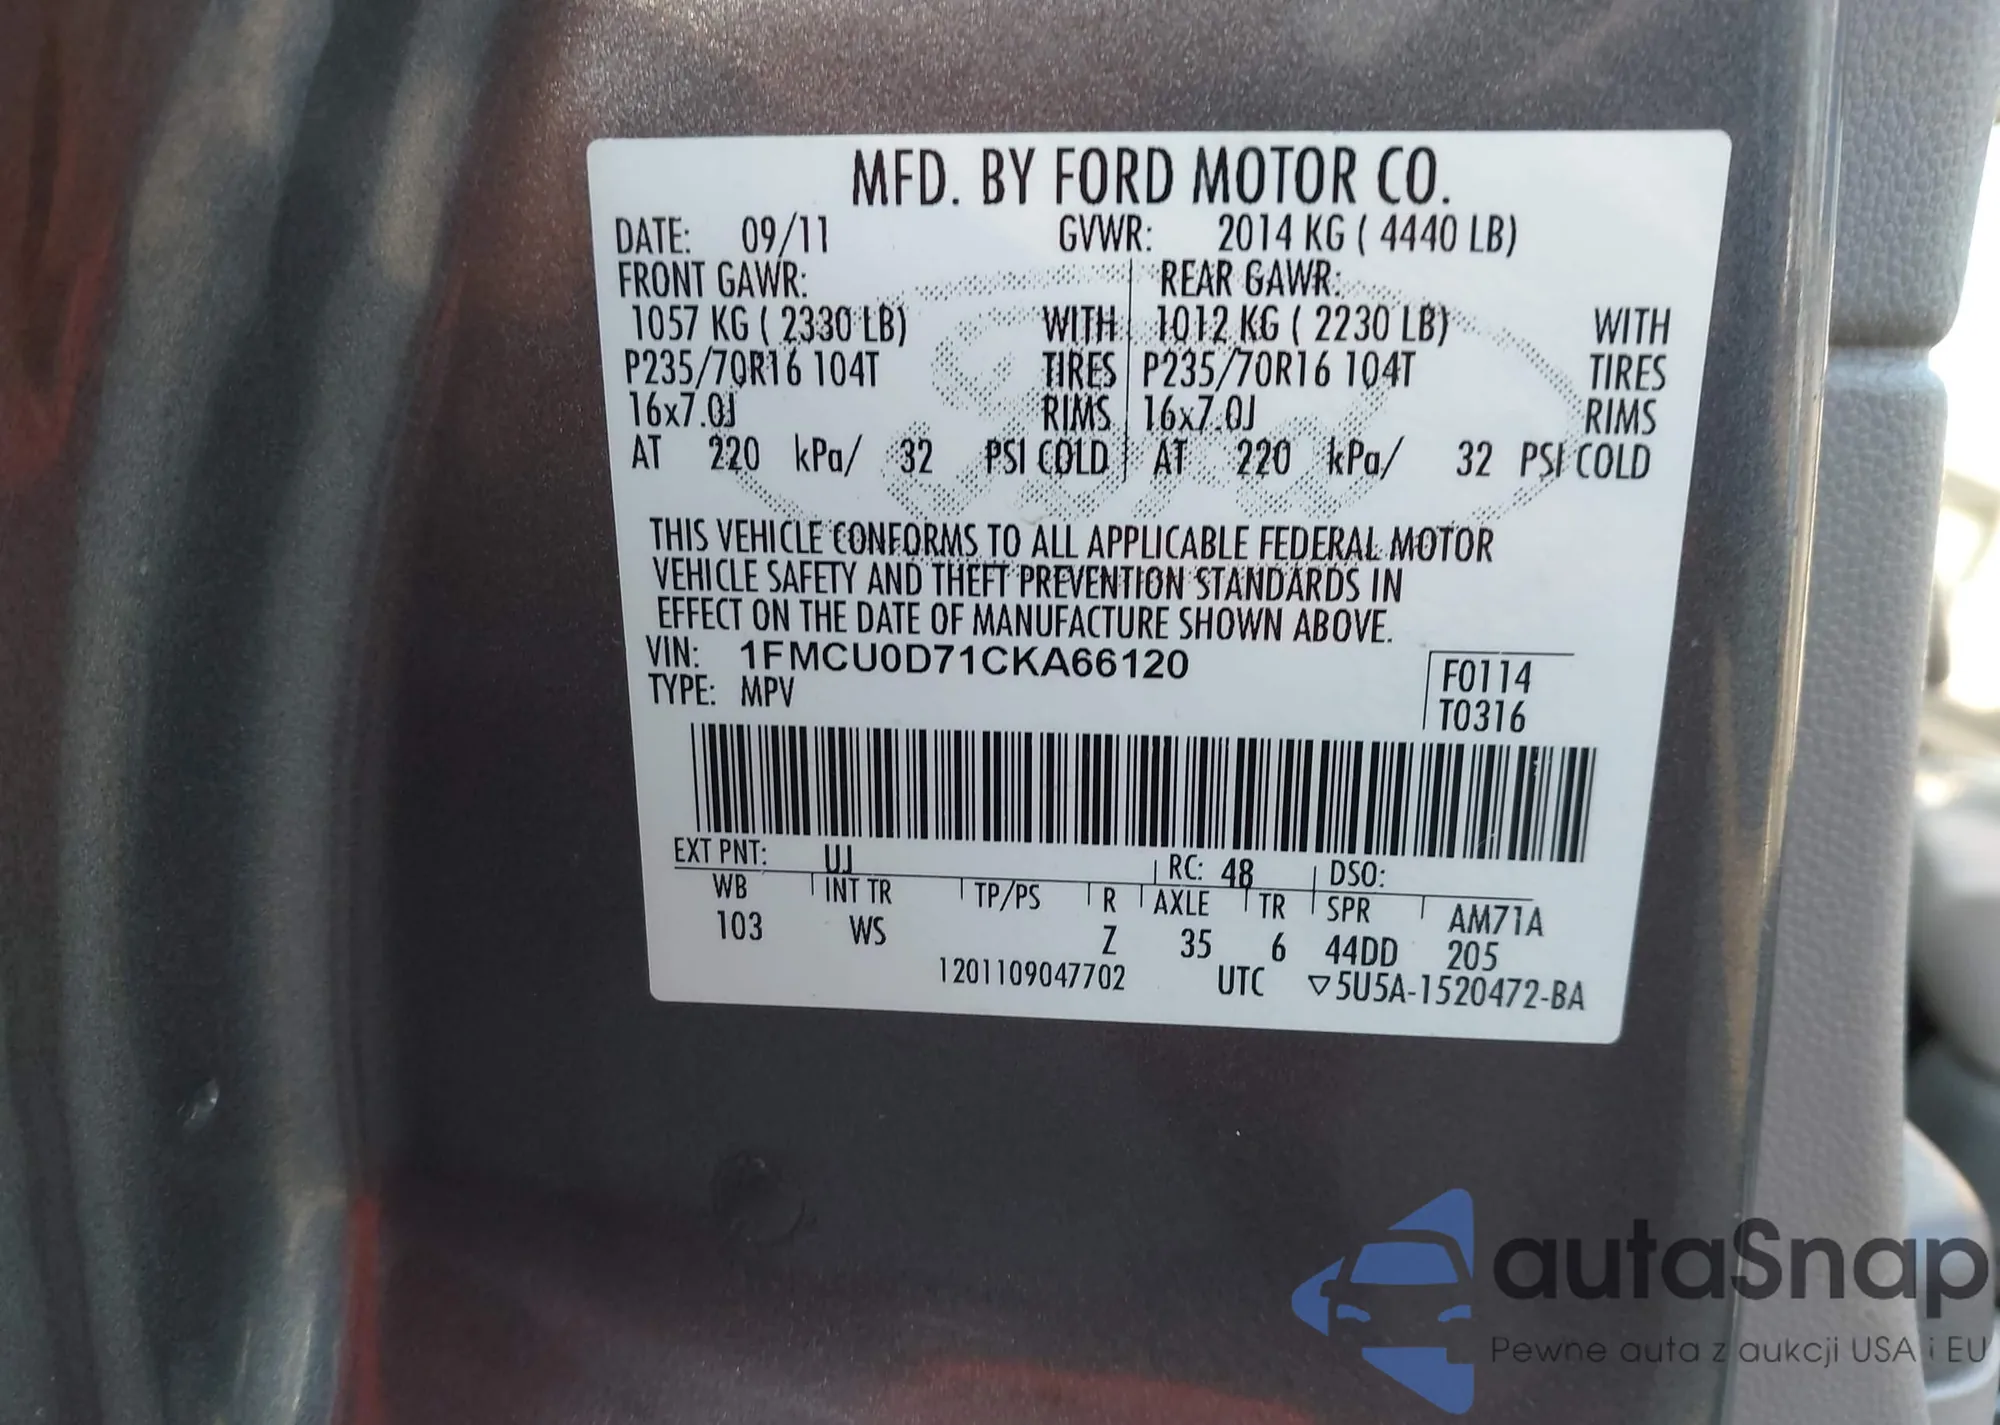 MFD. BY FORD MOTOR CO.
DATE: 09/11 GVWR: 2014 KG ( 4440 LB)
FRONT GAWR: REAR GAWR:
1057 KG ( 2330 LB) WITH 1012 KG ( 2230 LB) WITH
P235/70R16 104T TIRES P235/70R16 104T TIRES
16x7.0J RIMS 16x7.0J RIMS
AT 220 kPa/ 32 PSI COLD AT 220 kPa/ 32 PSI COLD
THIS VEHICLE CONFORMS TO ALL APPLICABLE FEDERAL MOTOR
VEHICLE SAFETY AND THEFT PREVENTION STANDARDS IN
EFFECT ON THE DATE OF MANUFACTURE SHOWN ABOVE.
VIN: 1FMCU0D71CKA66120
TYPE: MPV
F0114
T0316
EXT PNT: UJ RC: 48 DSO:
WB INT TR TP/PS R AXLE TR SPR AM71A
103 WS Z 35 6 44DD 205
1201109047702 UTC ▽5U5A-1520472-BA
autaSnap
Pewne auta z aukcji USA i EU